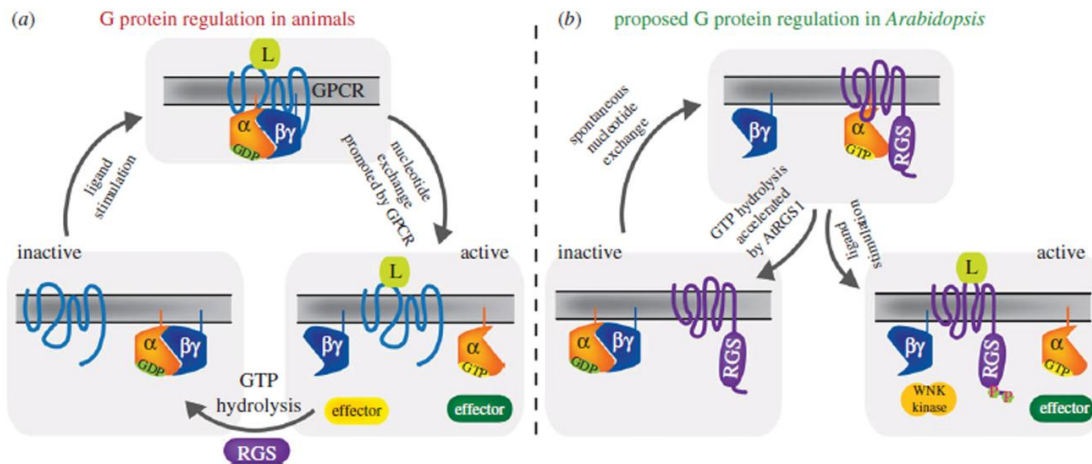 (a) G protein regulation in animals
L
GPCR
α
βγ
GDP
ligand
stimulation
nucleotide
exchange
promoted by GPCR
inactive
active
L
α
βγ
GDP
βγ
α
GTP
GTP
hydrolysis
effector
effector
RGS
(b) proposed G protein regulation in Arabidopsis
spontaneous
nucleotide
exchange
βγ
α
GTP
RGS
GTP hydrolysis
accelerated
by AtRGS1
ligand
stimulation
inactive
active
α
βγ
GDP
RGS
L
βγ
RGS
α
GTP
WNK
kinase
effector